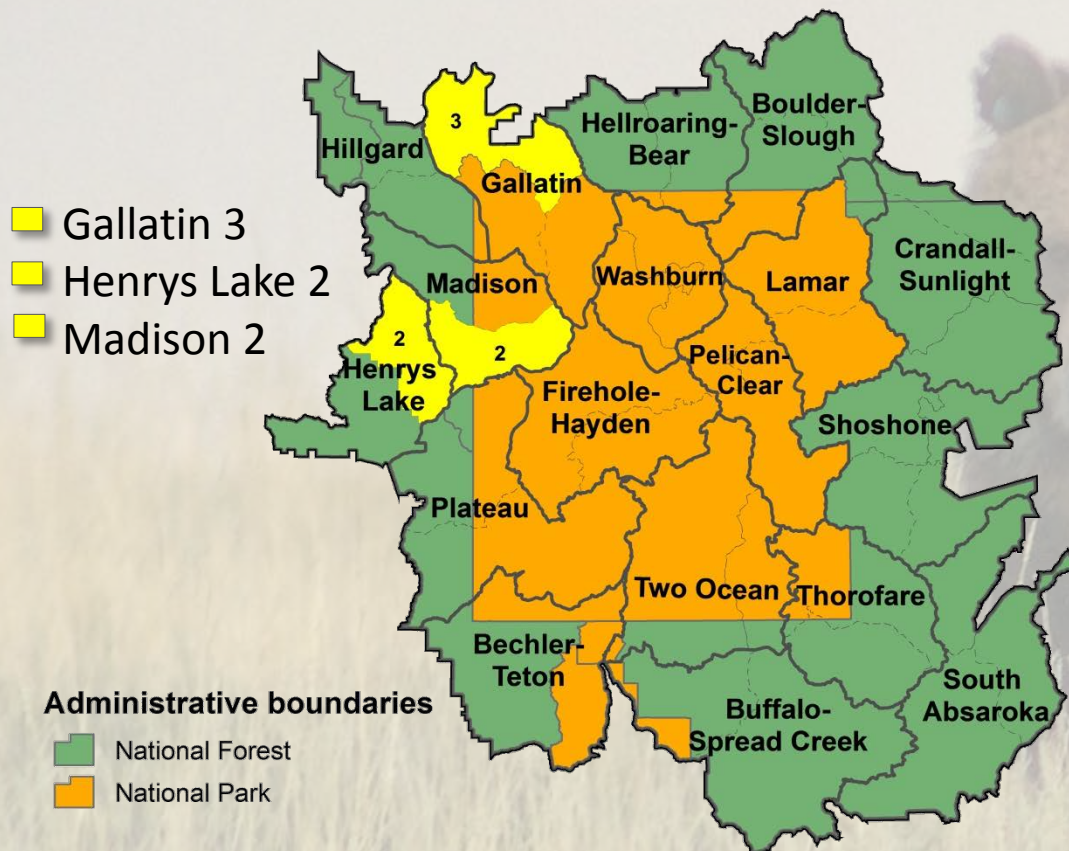 Gallatin 3
Henrys Lake 2
Madison 2
3
Hillgard
Hellroaring-
Bear
Boulder-
Slough
Gallatin
Madison
Washburn
Lamar
Crandall-
Sunlight
2
Henrys
Lake
2
Pelican-
Clear
Firehole-
Hayden
Shoshone
Plateau
Two Ocean
Thorofare
Bechler-
Teton
Buffalo-
Spread Creek
South
Absaroka
Administrative boundaries
National Forest
National Park